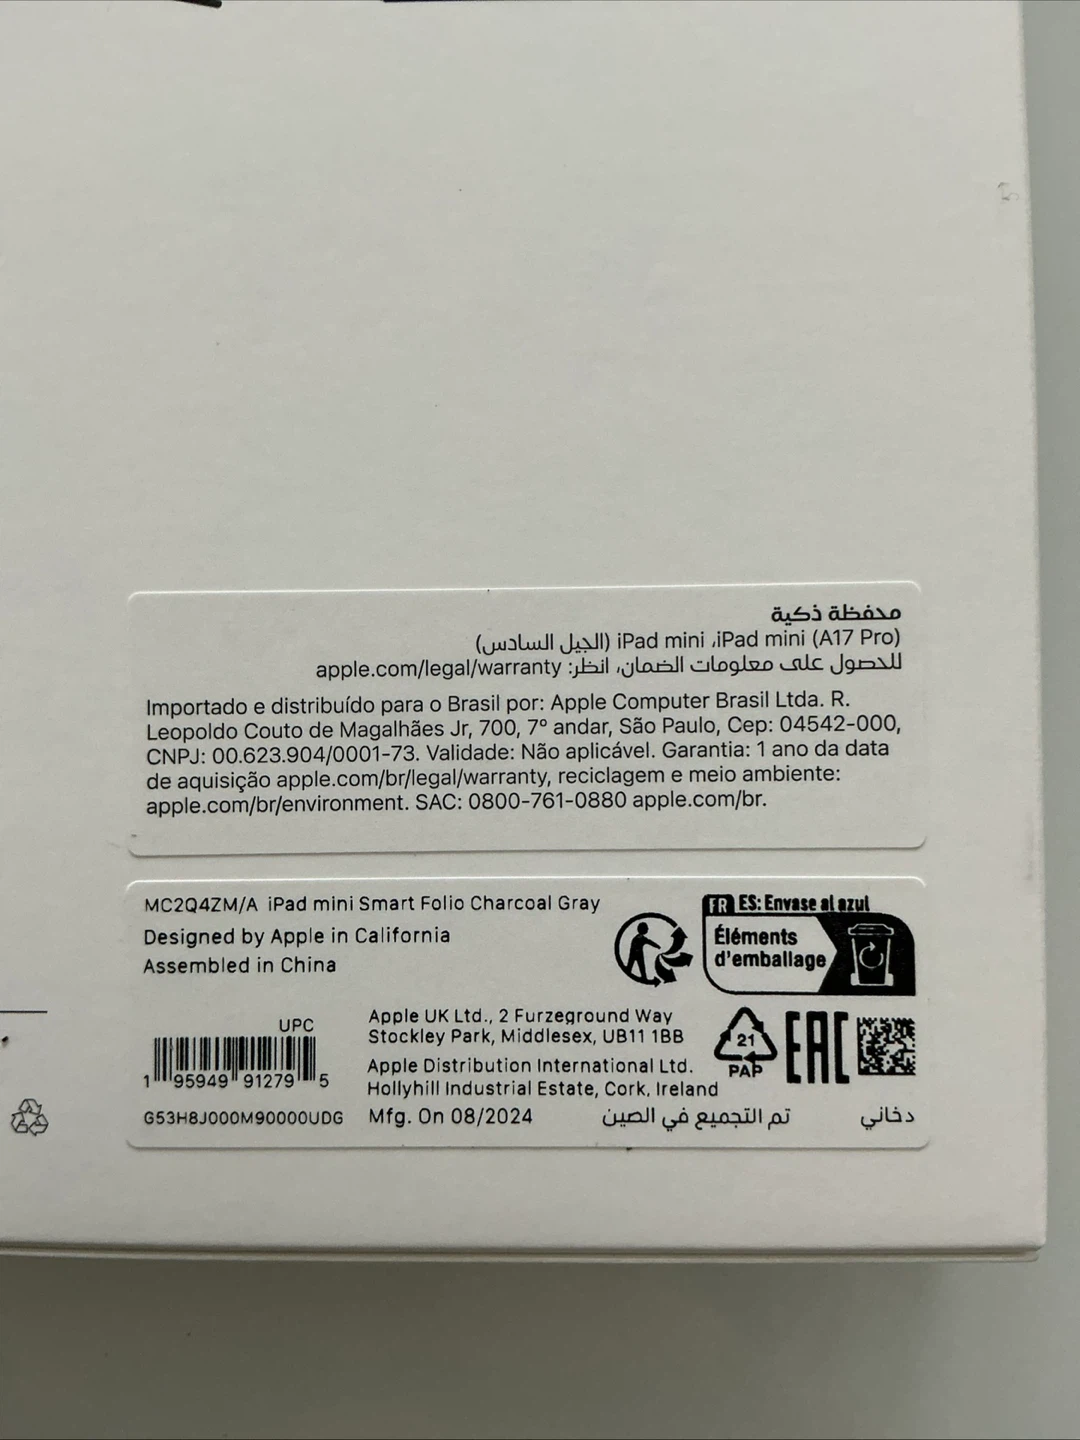 محفظة ذكية
iPad mini ،iPad mini (A17 Pro) (الجيل السادس)
للحصول على معلومات الضمان، انظر: apple.com/legal/warranty
Importado e distribuído para o Brasil por: Apple Computer Brasil Ltda. R.
Leopoldo Couto de Magalhães Jr, 700, 7º andar, São Paulo, Cep: 04542-000,
CNPJ: 00.623.904/0001-73. Validade: Não aplicável. Garantia: 1 ano da data
de aquisição apple.com/br/legal/warranty, reciclagem e meio ambiente:
apple.com/br/environment. SAC: 0800-761-0880 apple.com/br.
MC2Q4ZM/A iPad mini Smart Folio Charcoal Gray
Designed by Apple in California
Assembled in China
FR ES: Envase al azul
Éléments
d'emballage
UPC
1 95949 91279 5
G53H8J000M90000UDG
Apple UK Ltd., 2 Furzeground Way
Stockley Park, Middlesex, UB11 1BB
Apple Distribution International Ltd.
Hollyhill Industrial Estate, Cork, Ireland
Mfg. On 08/2024
تم التجميع في الصين
دخاني
21
PAP
EAC